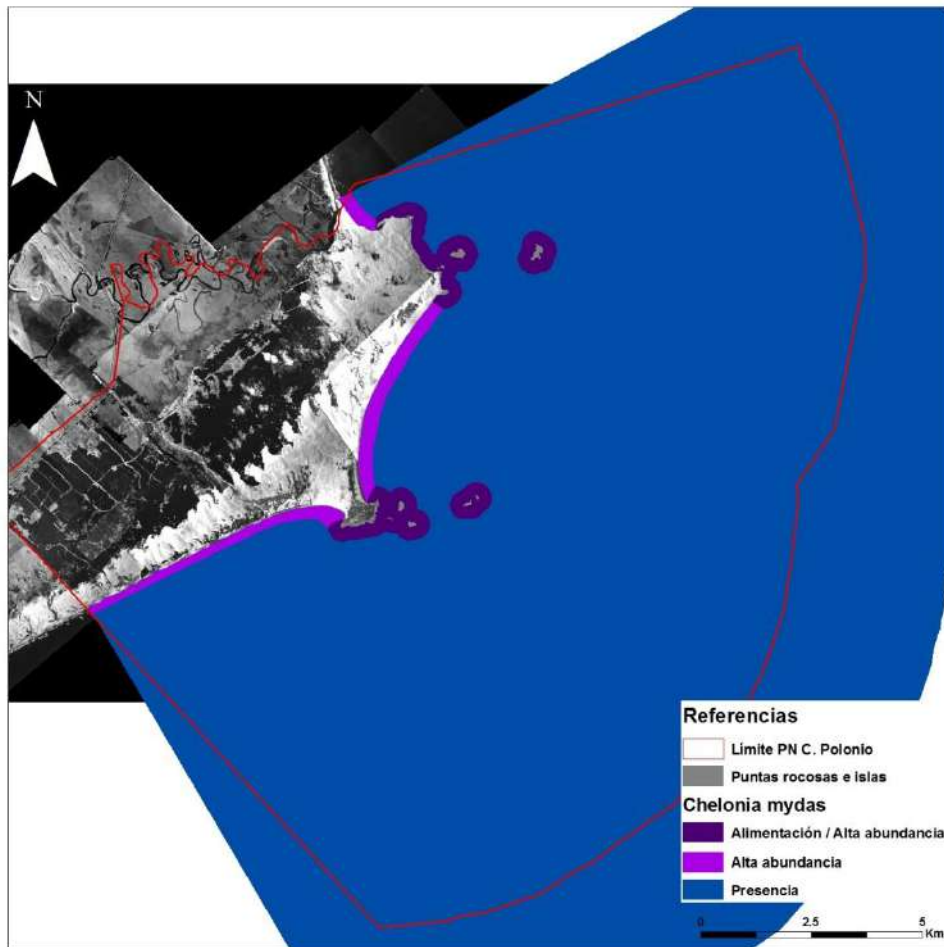 N
Referencias
Límite PN C. Polonio
Puntas rocosas e islas
Chelonia mydas
Alimentación / Alta abundancia
Alta abundancia
Presencia
0 2.5 5
Km